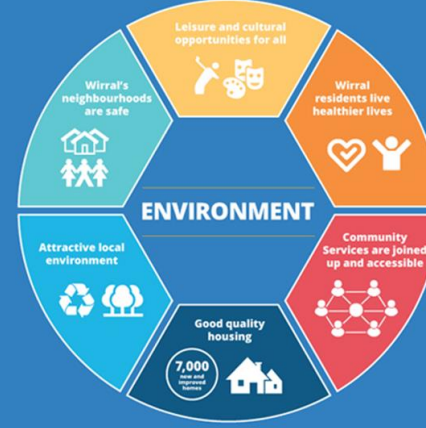 Leisure and cultural
opportunities for all
Wirral
residents live
healthier lives
Community
Services are joined
up and accessible
Good quality
housing
7,000
new and
improved
homes
Attractive local
environment
Wirral's
neighbourhoods
are safe
ENVIRONMENT